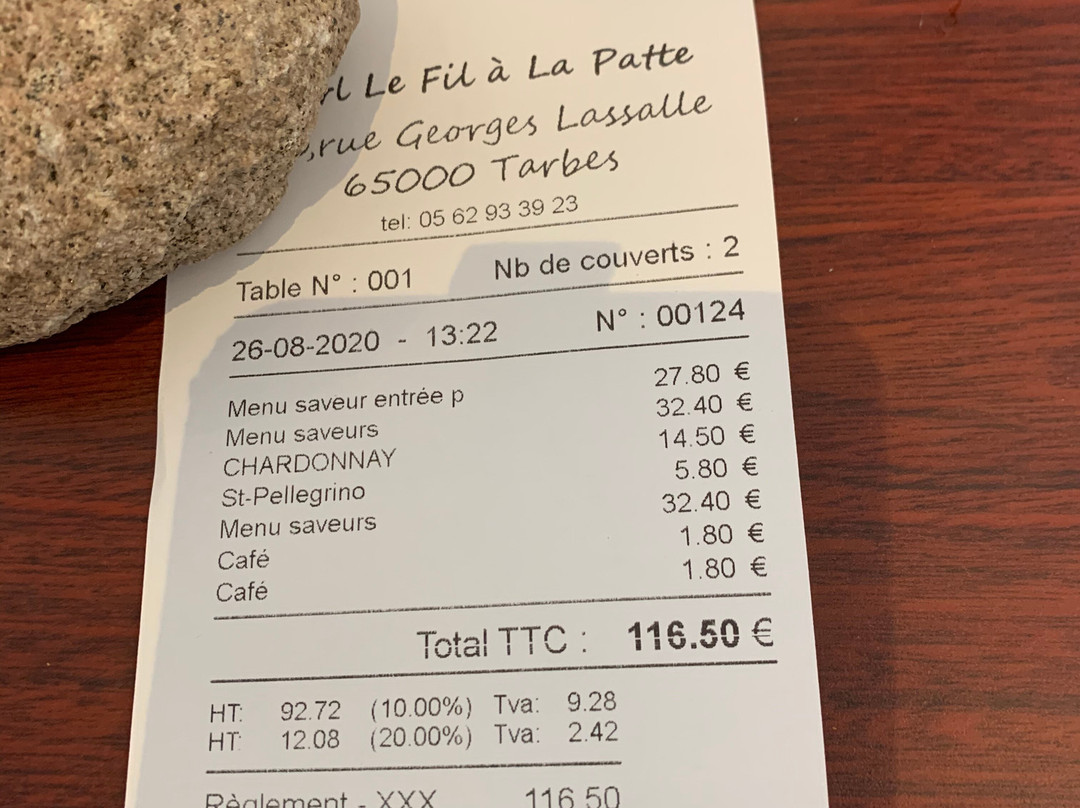 Le Fil à La Patte
rue Georges Lassalle
65000 Tarbes
tel: 05 62 93 39 23
Table N° : 001 Nb de couverts : 2
26-08-2020 - 13:22 N° : 00124
Menu saveur entrée p 27.80 €
Menu saveurs 32.40 €
CHARDONNAY 14.50 €
St-Pellegrino 5.80 €
Menu saveurs 32.40 €
Café 1.80 €
Café 1.80 €
Total TTC : 116.50 €
HT: 92.72 (10.00%) Tva: 9.28
HT: 12.08 (20.00%) Tva: 2.42
Règlement - XXX 116.50